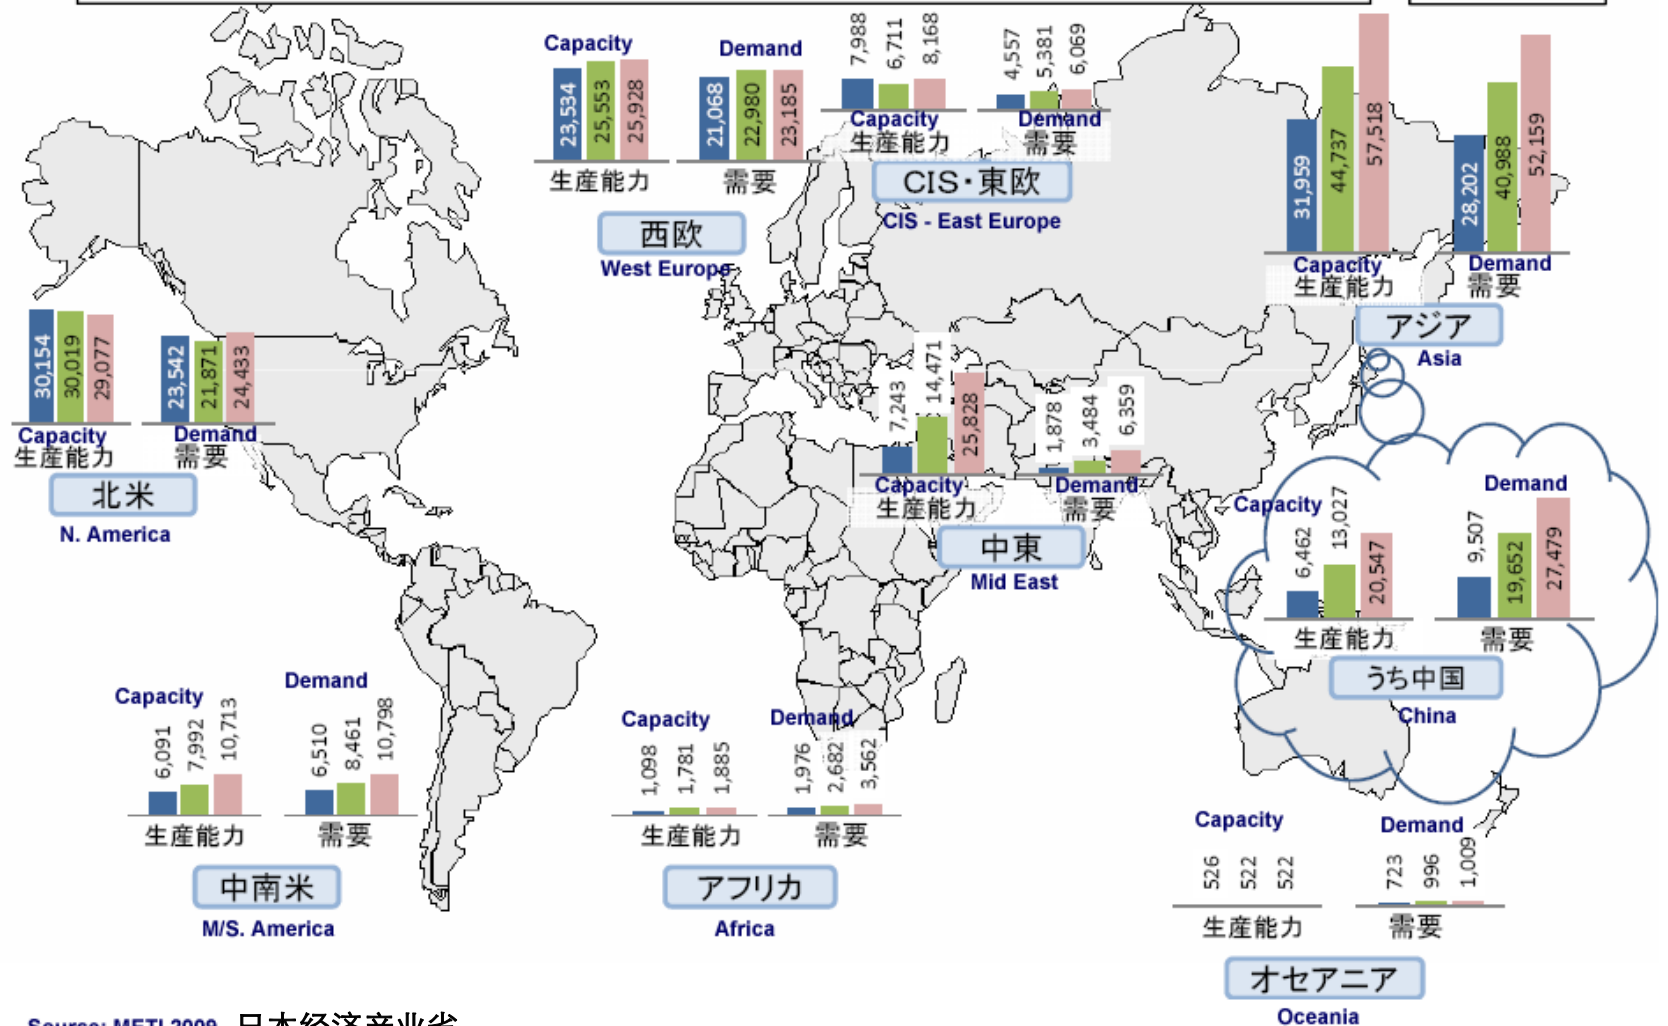 Capacity
23,534
25,553
25,928
生産能力
Demand
21,068
22,980
23,185
需要
西欧
West Europe
7,988
6,711
8,168
Capacity
生産能力
4,557
5,381
6,069
Demand
需要
CIS・東欧
CIS - East Europe
31,959
44,737
57,518
Capacity
生産能力
28,202
40,988
52,159
Demand
需要
アジア
Asia
30,154
30,019
29,077
Capacity
生産能力
23,542
21,871
24,433
Demand
需要
北米
N. America
7,243
14,471
25,828
Capacity
生産能力
1,878
3,484
6,359
Demand
需要
中東
Mid East
Capacity
6,462
13,027
20,547
生産能力
Demand
9,507
19,652
27,479
需要
うち中国
China
Capacity
6,091
7,992
10,713
生産能力
Demand
6,510
8,461
10,798
需要
中南米
M/S. America
Capacity
1,098
1,781
1,885
生産能力
Demand
1,976
2,682
3,562
需要
アフリカ
Africa
Capacity
526
522
522
生産能力
Demand
723
996
1,009
需要
オセアニア
Oceania
Source: METI 2009 日本经济产业省